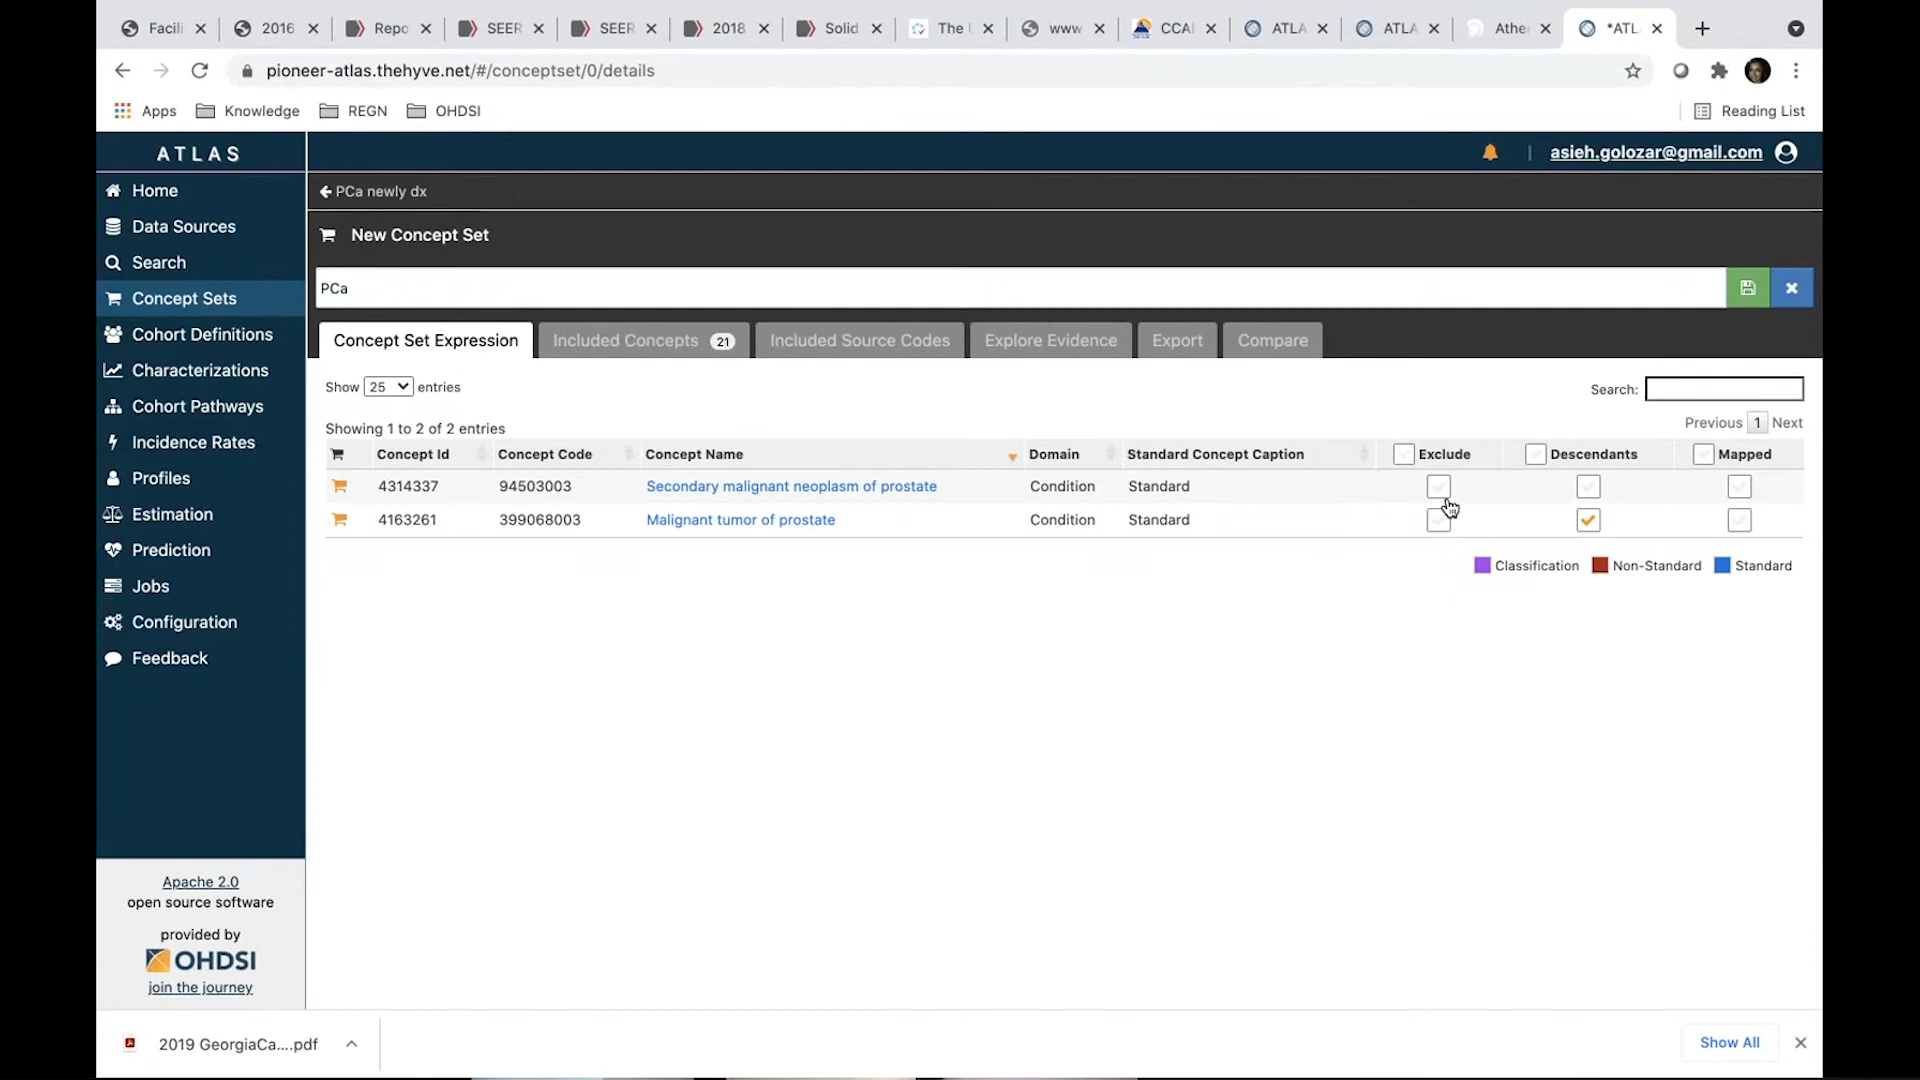 Facili
2016
Repo
SEER
SEER
2018
Solid
The
www
CCAI
ATLA
ATLA
Athe
*ATL
pioneer-atlas.thehyve.net/#/conceptset/0/details
Apps Knowledge REGN OHDSI Reading List
ATLAS
asieh.golozar@gmail.com
Home
Data Sources
Search
Concept Sets
Cohort Definitions
Characterizations
Cohort Pathways
Incidence Rates
Profiles
Estimation
Prediction
Jobs
Configuration
Feedback
Apache 2.0
open source software
provided by
OHDSI
join the journey
PCa newly dx
New Concept Set
PCa
Concept Set Expression Included Concepts 21 Included Source Codes Explore Evidence Export Compare
Show 25 entries
Search:
Previous 1 Next
Showing 1 to 2 of 2 entries
Concept Id Concept Code Concept Name Domain Standard Concept Caption Exclude Descendants Mapped
4314337 94503003 Secondary malignant neoplasm of prostate Condition Standard
4163261 399068003 Malignant tumor of prostate Condition Standard
Classification Non-Standard Standard
2019 GeorgiaCa....pdf
Show All